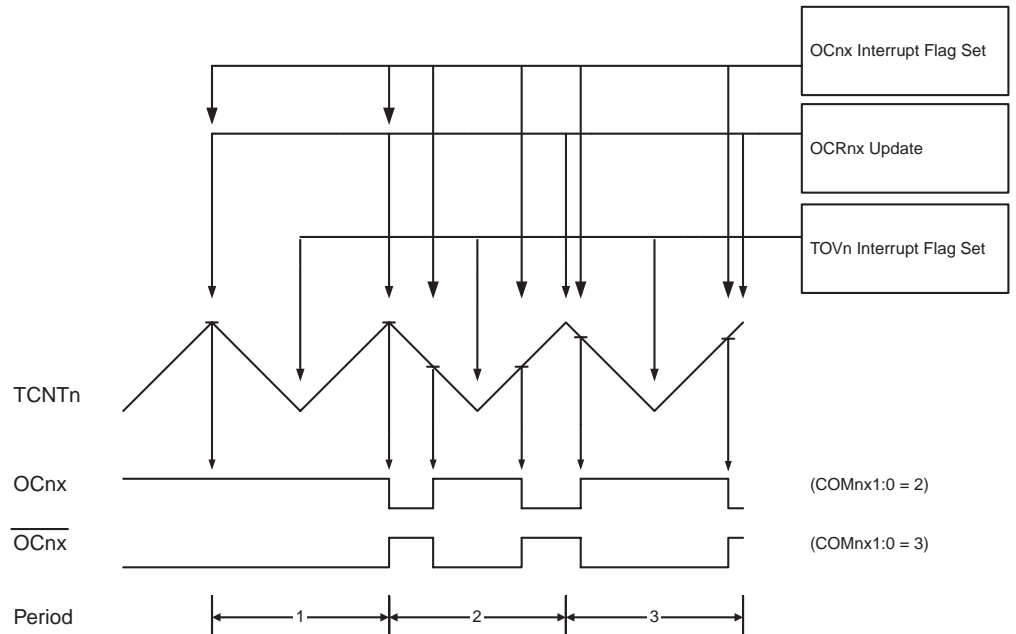 OCnx Interrupt Flag Set
OCRnx Update
TOVn Interrupt Flag Set
TCNTn
OCnx
(COMnx1:0 = 2)
OCnx
(COMnx1:0 = 3)
Period
1
2
3